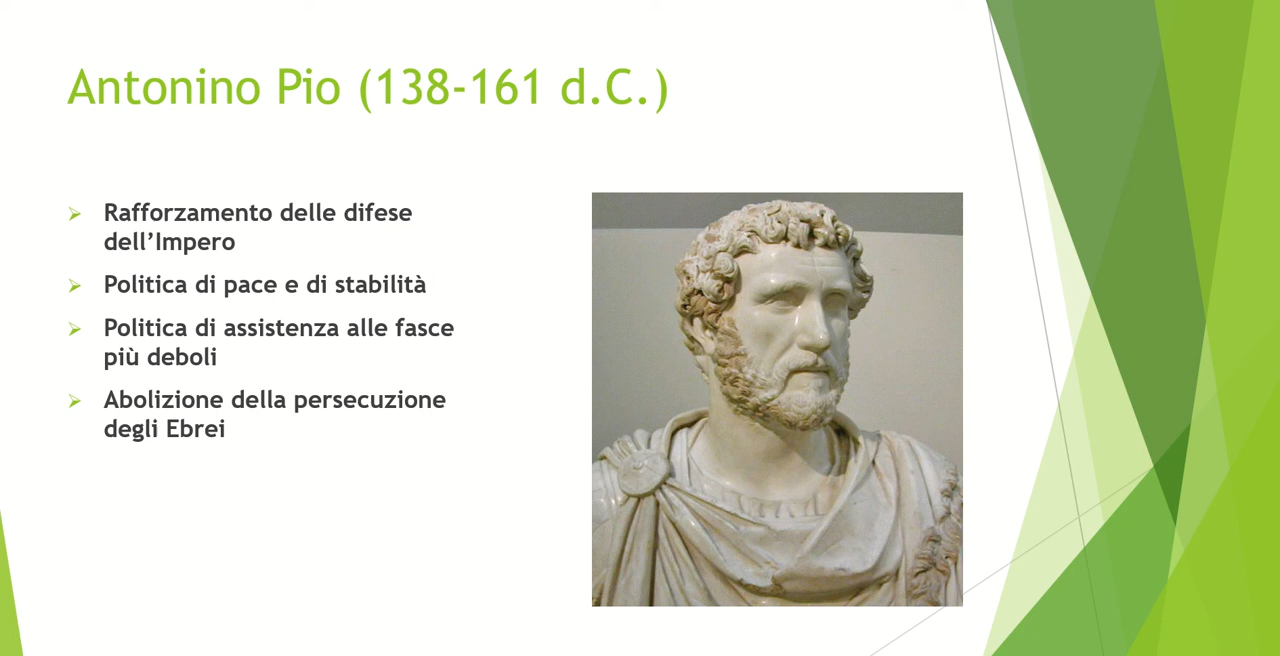 Antonino Pio (138-161 d.C.)
Rafforzamento delle difese
dell’Impero
Politica di pace e di stabilità
Politica di assistenza alle fasce
più deboli
Abolizione della persecuzione
degli Ebrei